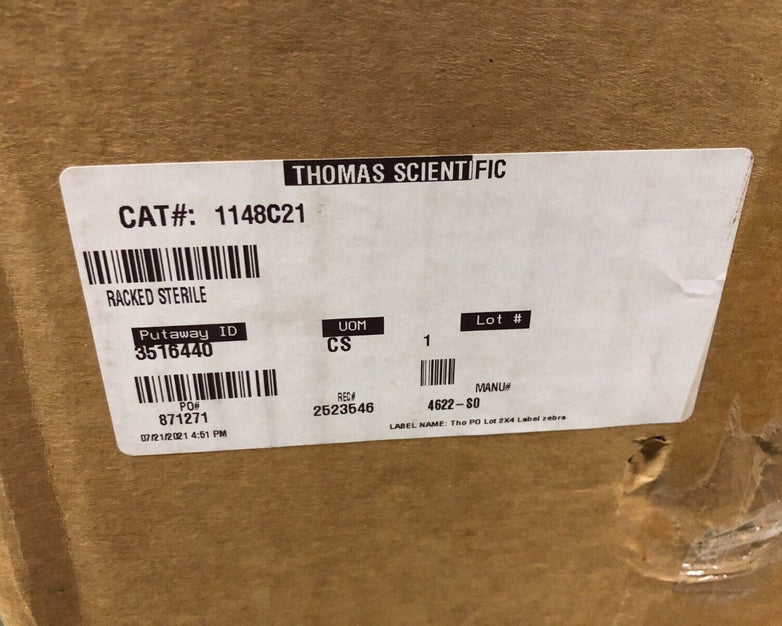 THOMAS SCIENTIFIC
CAT#: 1148C21
RACKED STERILE
Putaway ID UOM Lot #
3516440 CS 1
PO# REC# MANU#
871271 2523546 4622-S0
07/21/2021 4:51 PM LABEL NAME: Tho PO Lot 2X4 Label zebra